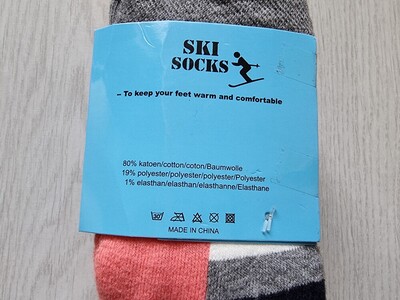 SKI
SOCKS
– To keep your feet warm and comfortable
80% katoen/cotton/coton/Baumwolle
19% polyester/polyester/polyester/Polyester
1% elasthan/elasthan/elasthanne/Elasthane
30
MADE IN CHINA